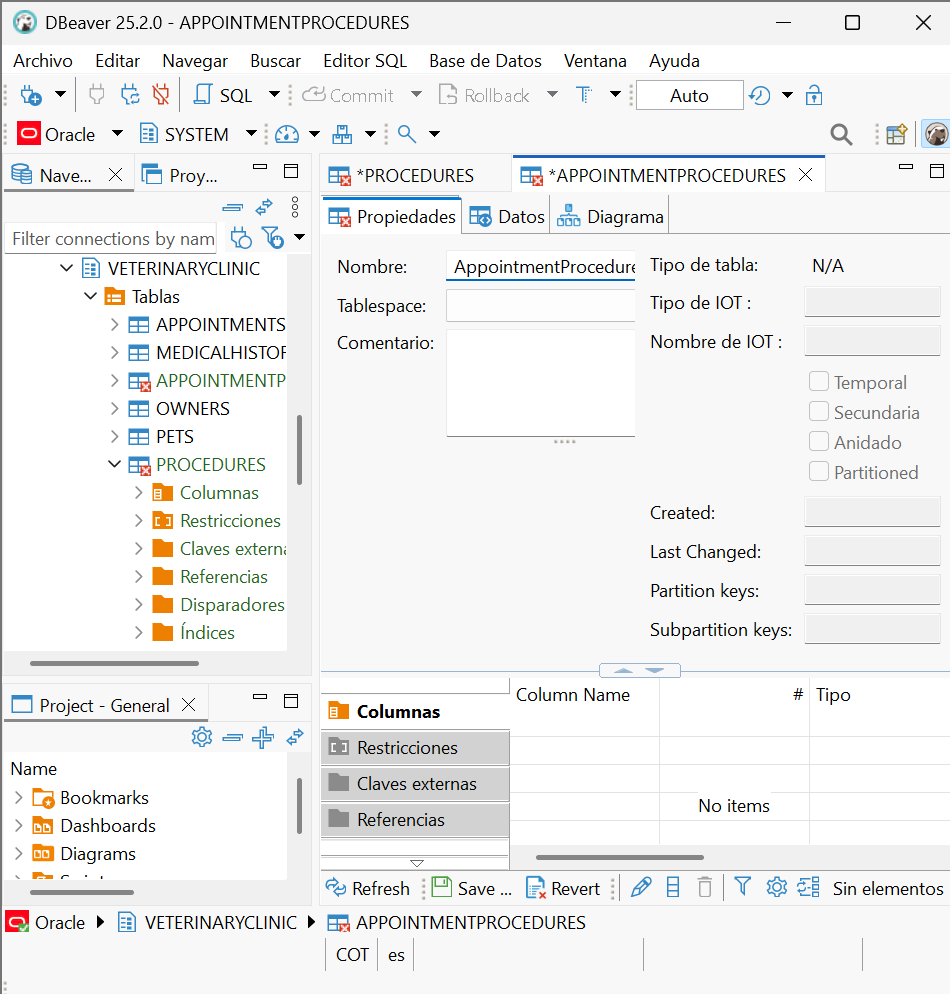 DBeaver 25.2.0 - APPOINTMENTPROCEDURES
Archivo Editar Navegar Buscar Editor SQL Base de Datos Ventana Ayuda
SQL Commit Rollback T Auto
Oracle SYSTEM
Nave... Proy...
Filter connections by nam
VETERINARYCLINIC
Tablas
APPOINTMENTS
MEDICALHISTOR
APPOINTMENTP
OWNERS
PETS
PROCEDURES
Columnas
Restricciones
Claves externa
Referencias
Disparadores
Índices
Project - General
Name
Bookmarks
Dashboards
Diagrams
*PROCEDURES *APPOINTMENTPROCEDURES
Propiedades Datos Diagrama
Nombre: AppointmentProcedure
Tablespace:
Comentario:
Tipo de tabla: N/A
Tipo de IOT :
Nombre de IOT :
Temporal
Secundaria
Anidado
Partitioned
Created:
Last Changed:
Partition keys:
Subpartition keys:
Columnas
Restricciones
Claves externas
Referencias
Column Name # Tipo
No items
Refresh Save ... Revert Sin elementos
Oracle VETERINARYCLINIC APPOINTMENTPROCEDURES
COT es